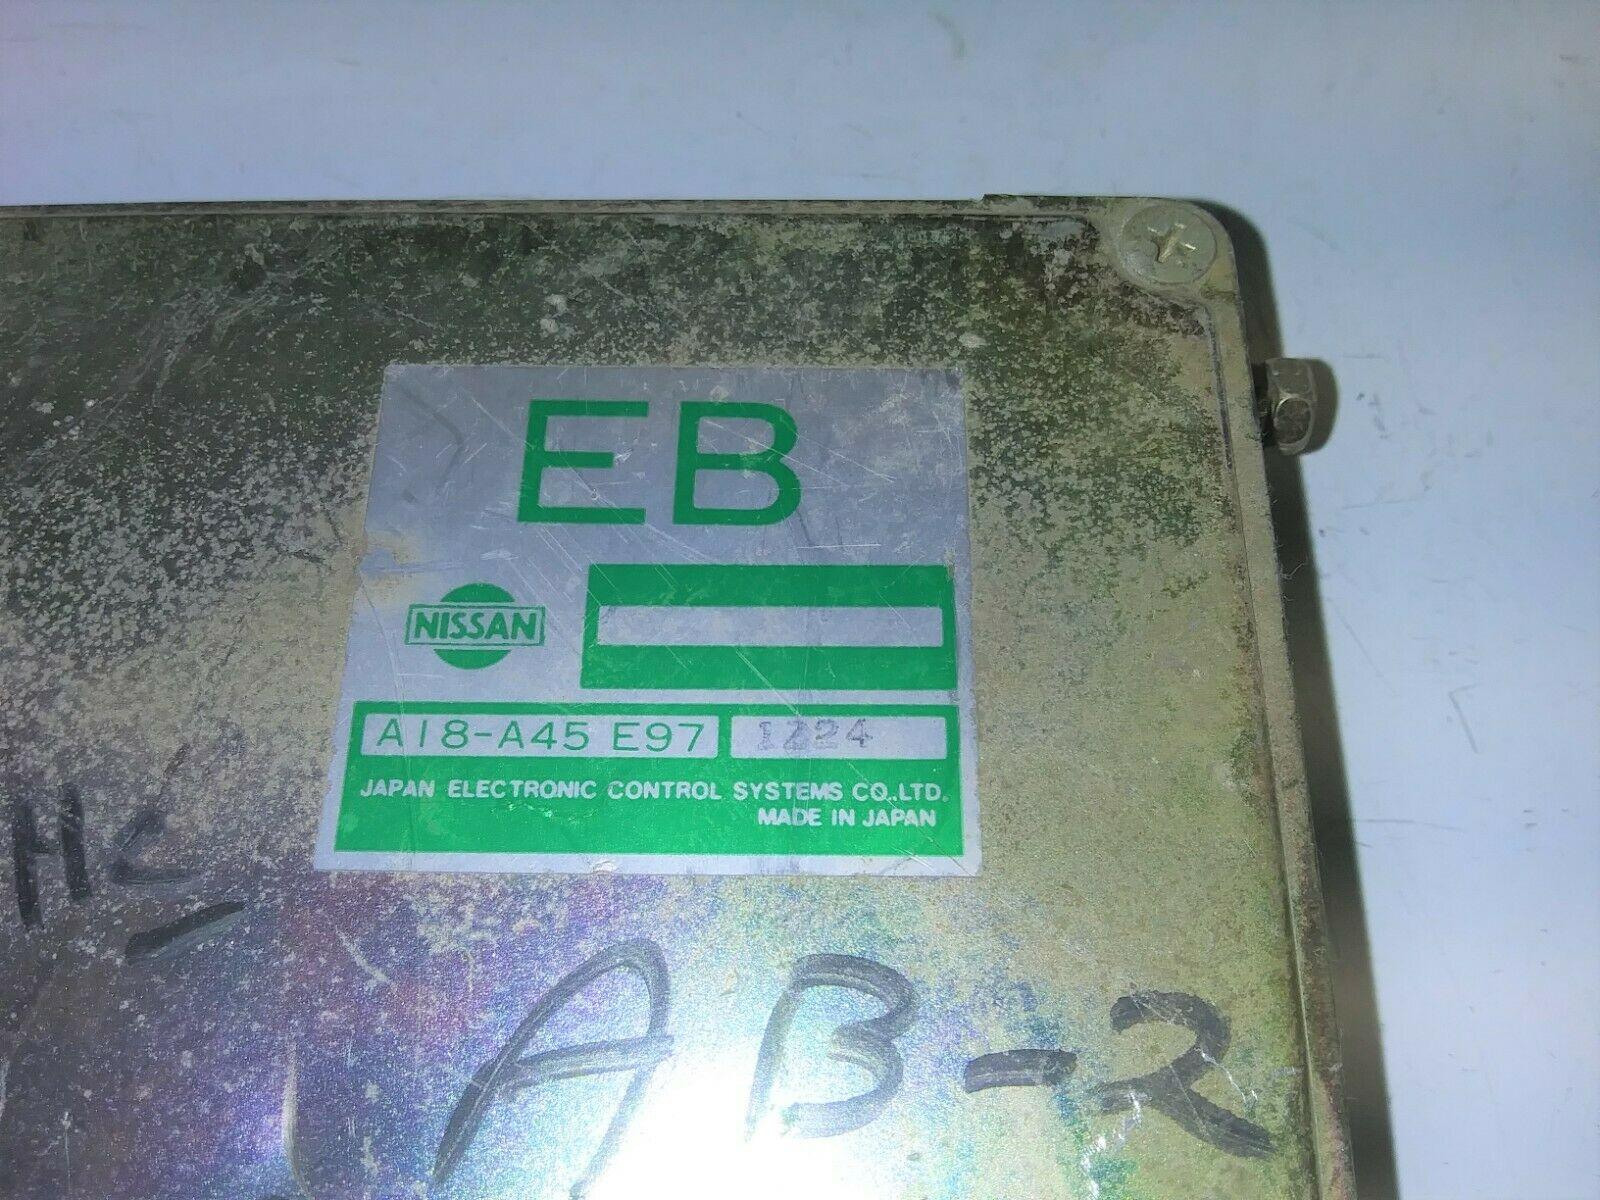 EB
NISSAN
A18-A45 E97 1224
JAPAN ELECTRONIC CONTROL SYSTEMS CO.,LTD.
MADE IN JAPAN
AB-2